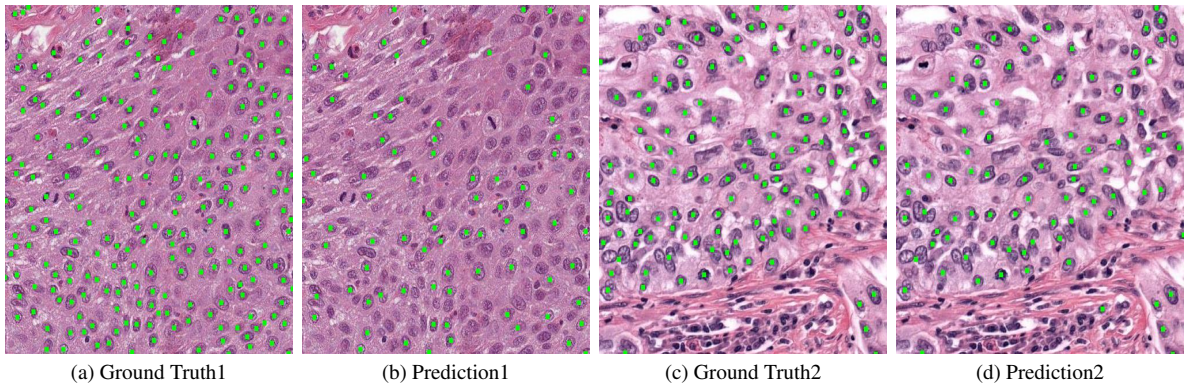 (a) Ground Truth1
(b) Prediction1
(c) Ground Truth2
(d) Prediction2